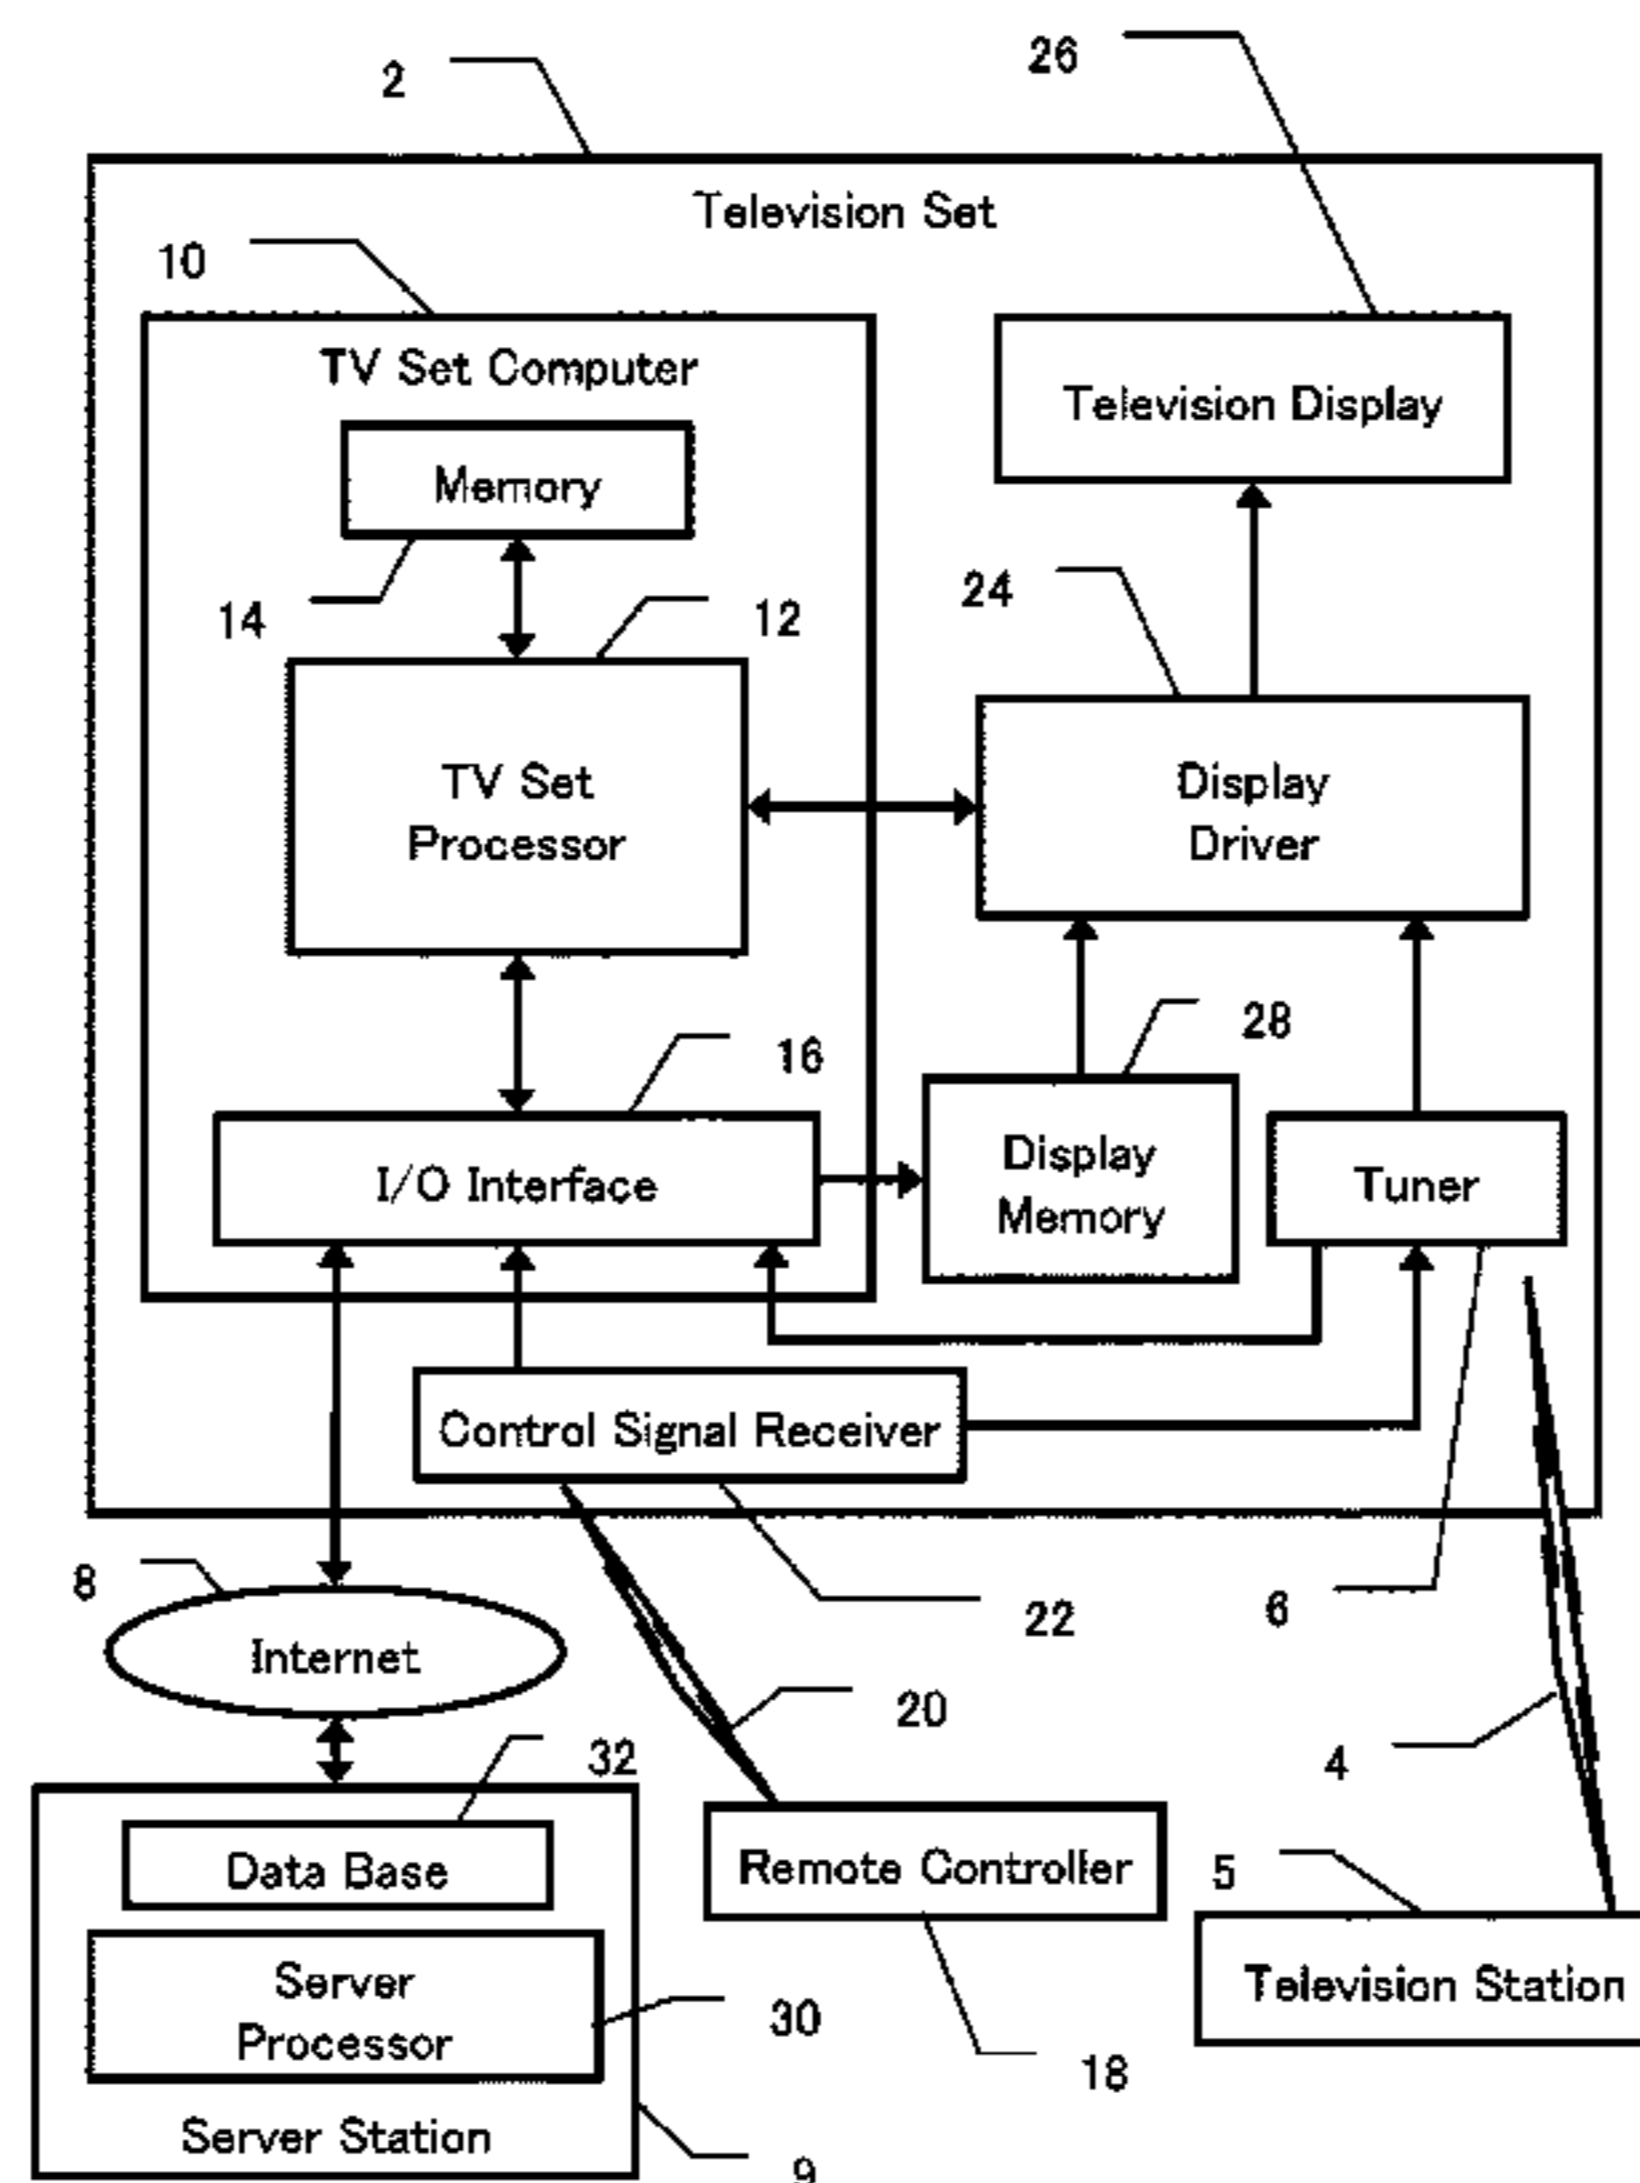 26
2
Television Set
10
TV Set Computer
Television Display
Memory
24
14
12
TV Set
Processor
Display
Driver
28
16
Display
Memory
I/O Interface
Tuner
Control Signal Receiver
8
22
6
Internet
20
32
4
Data Base
Remote Controller
5
Server
Processor
30
Television Station
18
Server Station
9